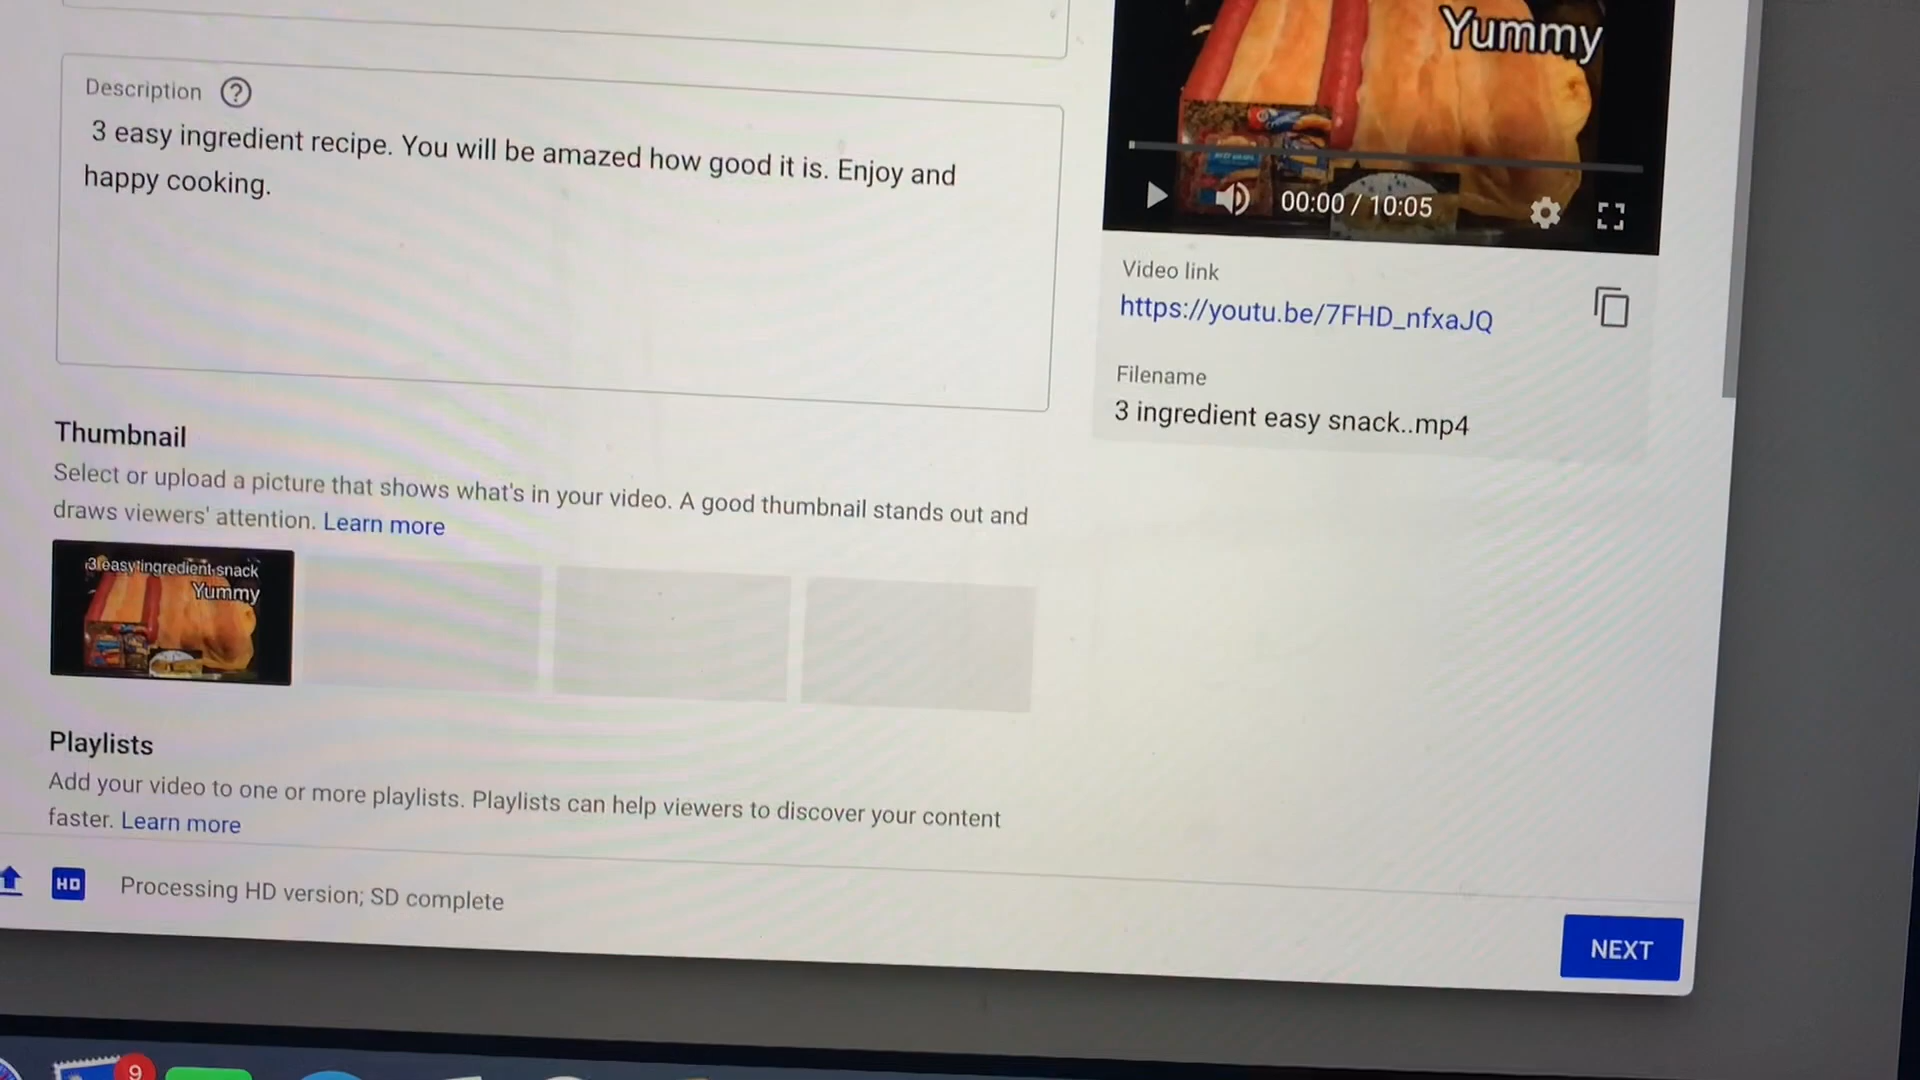 Yummy
Description ?
3 easy ingredient recipe. You will be amazed how good it is. Enjoy and
happy cooking.
00:00 / 10:05
Video link
https://youtu.be/7FHD_nfxaJQ
Filename
3 ingredient easy snack..mp4
Thumbnail
Select or upload a picture that shows what's in your video. A good thumbnail stands out and
draws viewers' attention. Learn more
3 easy ingredient snack
Yummy
Playlists
Add your video to one or more playlists. Playlists can help viewers to discover your content
faster. Learn more
HD Processing HD version; SD complete
NEXT
9